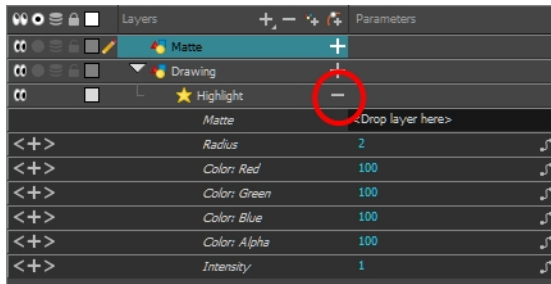 Layers Parameters
Matte
Drawing
Highlight
Matte <Drop layer here>
Radius 2
Color: Red 100
Color: Green 100
Color: Blue 100
Color: Alpha 100
Intensity 1